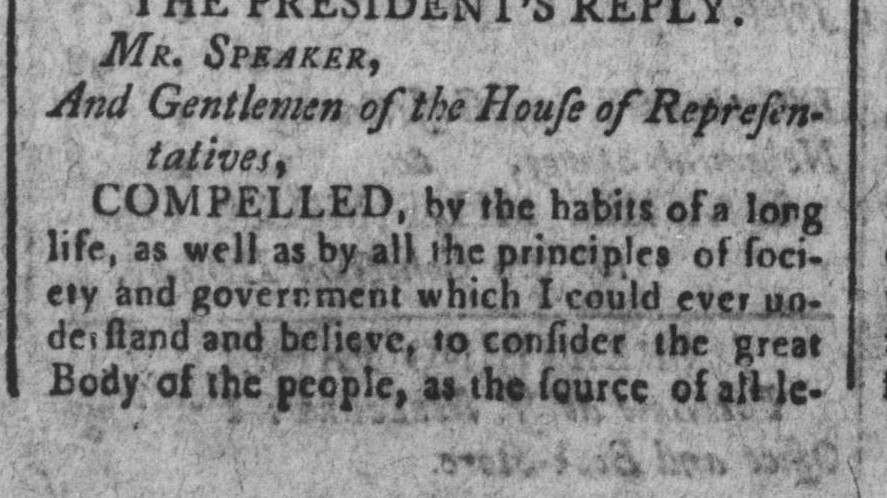 THE PRESIDENT'S REPLY.
MR. SPEAKER,
And Gentlemen of the Houſe of Repreſen-
tatives,
COMPELLED, by the habits of a long
life, as well as by all the principles of ſoci-
ety and government which I could ever un-
derſtand and believe, to conſider the great
Body of the people, as the ſource of all le-